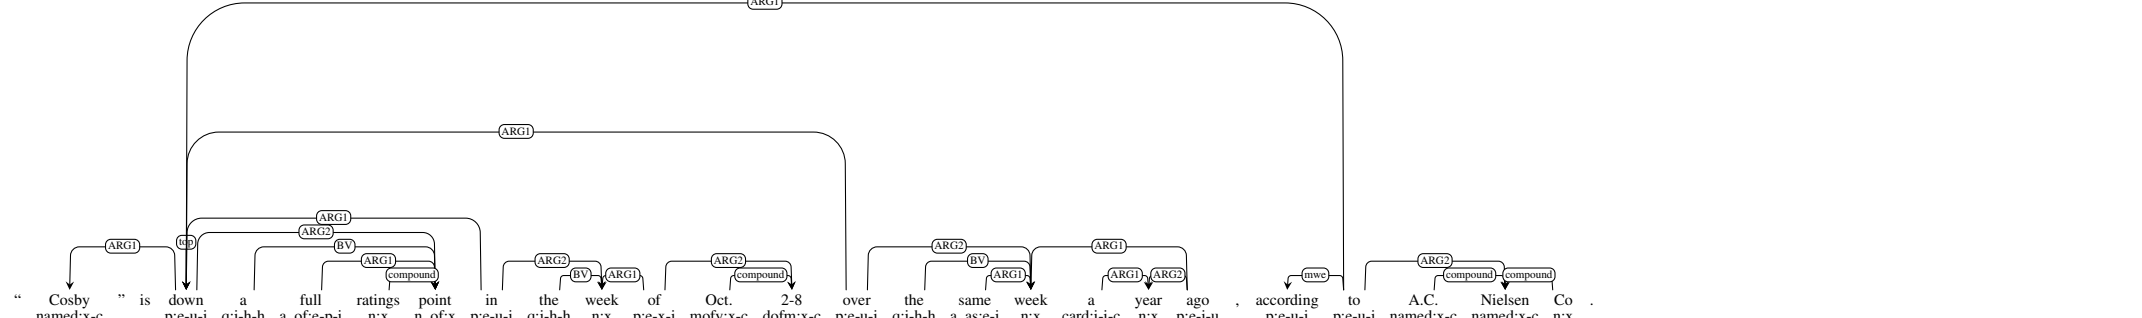 ARG1
ARG1
ARG1
ARG2
ARG1 top BV ARG2 BV ARG1
ARG1 ARG2 ARG2 BV ARG2
compound BV ARG1 compound ARG1 ARG1 ARG2 mwe compound compound
“ Cosby ” is down a full ratings point in the week of Oct. 2-8 over the same week a year ago , according to A.C. Nielsen Co .
named:x-c p:e-u-i q:i-h-h a_of:e-p-i n:x n_of:x p:e-u-i q:i-h-h n:x p:e-x-i mofy:x-c dofm:x-c p:e-u-i q:i-h-h a_as:e-i n:x card:i-i-c n:x p:e-i-u p:e-u-i p:e-u-i named:x-c named:x-c n:x